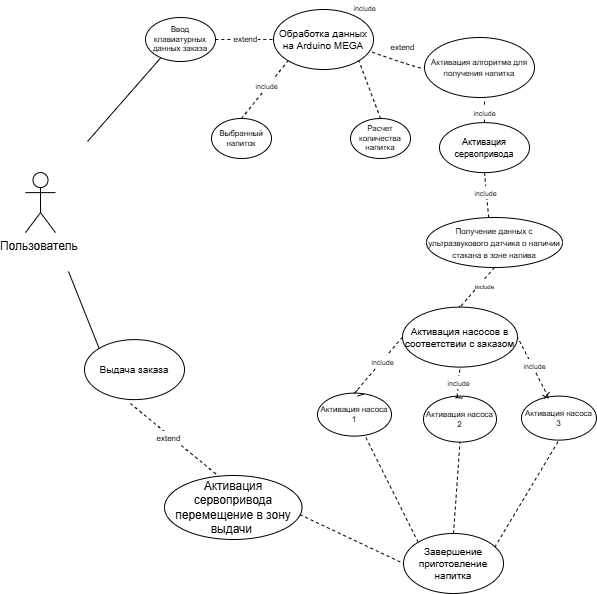 include
Ввод
клавиатурных
данных заказа
extend
Обработка данных
на Arduino MEGA
extend
Активация алгоритма для
получения напитка
include
include
Выбранный
напиток
Расчет
количества
напитка
Активация
сервопривода
include
Пользователь
Получение данных с
ультразвукового датчика о наличии
стакана в зоне налива
include
Активация насосов в
соответствии с заказом
Выдача заказа
include
include
include
Активация насоса
1
Активация насоса
2
Активация насоса
3
extend
Активация
сервопривода
перемещение в зону
выдачи
Завершение
приготовление
напитка